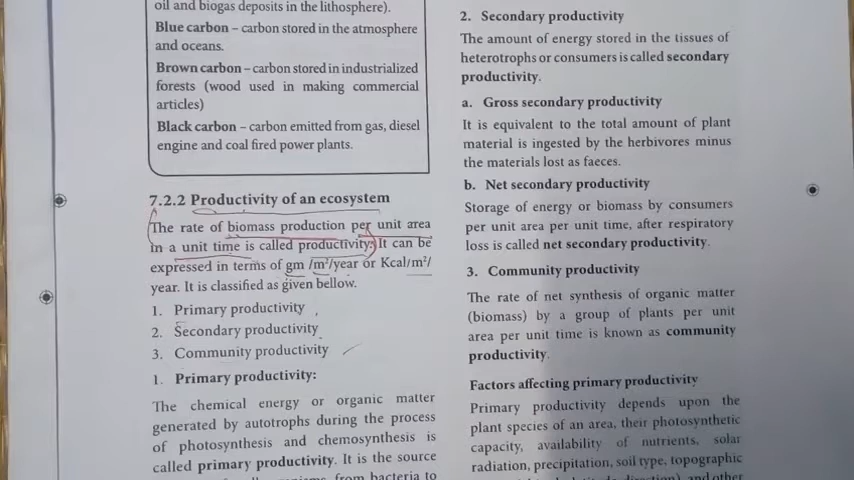 oil and biogas deposits in the lithosphere).
Blue carbon – carbon stored in the atmosphere
and oceans.
Brown carbon – carbon stored in industrialized
forests (wood used in making commercial
articles)
Black carbon – carbon emitted from gas, diesel
engine and coal fired power plants.
7.2.2 Productivity of an ecosystem
The rate of biomass production per unit area
in a unit time is called productivity. It can be
expressed in terms of gm /m²/year or Kcal/m²/
year. It is classified as given bellow.
1. Primary productivity
2. Secondary productivity
3. Community productivity
1. Primary productivity:
The chemical energy or organic matter
generated by autotrophs during the process
of photosynthesis and chemosynthesis is
called primary productivity. It is the source
from bacteria to
2. Secondary productivity
The amount of energy stored in the tissues of
heterotrophs or consumers is called secondary
productivity.
a. Gross secondary productivity
It is equivalent to the total amount of plant
material is ingested by the herbivores minus
the materials lost as faeces.
b. Net secondary productivity
Storage of energy or biomass by consumers
per unit area per unit time, after respiratory
loss is called net secondary productivity.
3. Community productivity
The rate of net synthesis of organic matter
(biomass) by a group of plants per unit
area per unit time is known as community
productivity.
Factors affecting primary productivity
Primary productivity depends upon the
plant species of an area, their photosynthetic
capacity, availability of nutrients, solar
radiation, precipitation, soil type, topographic
and other